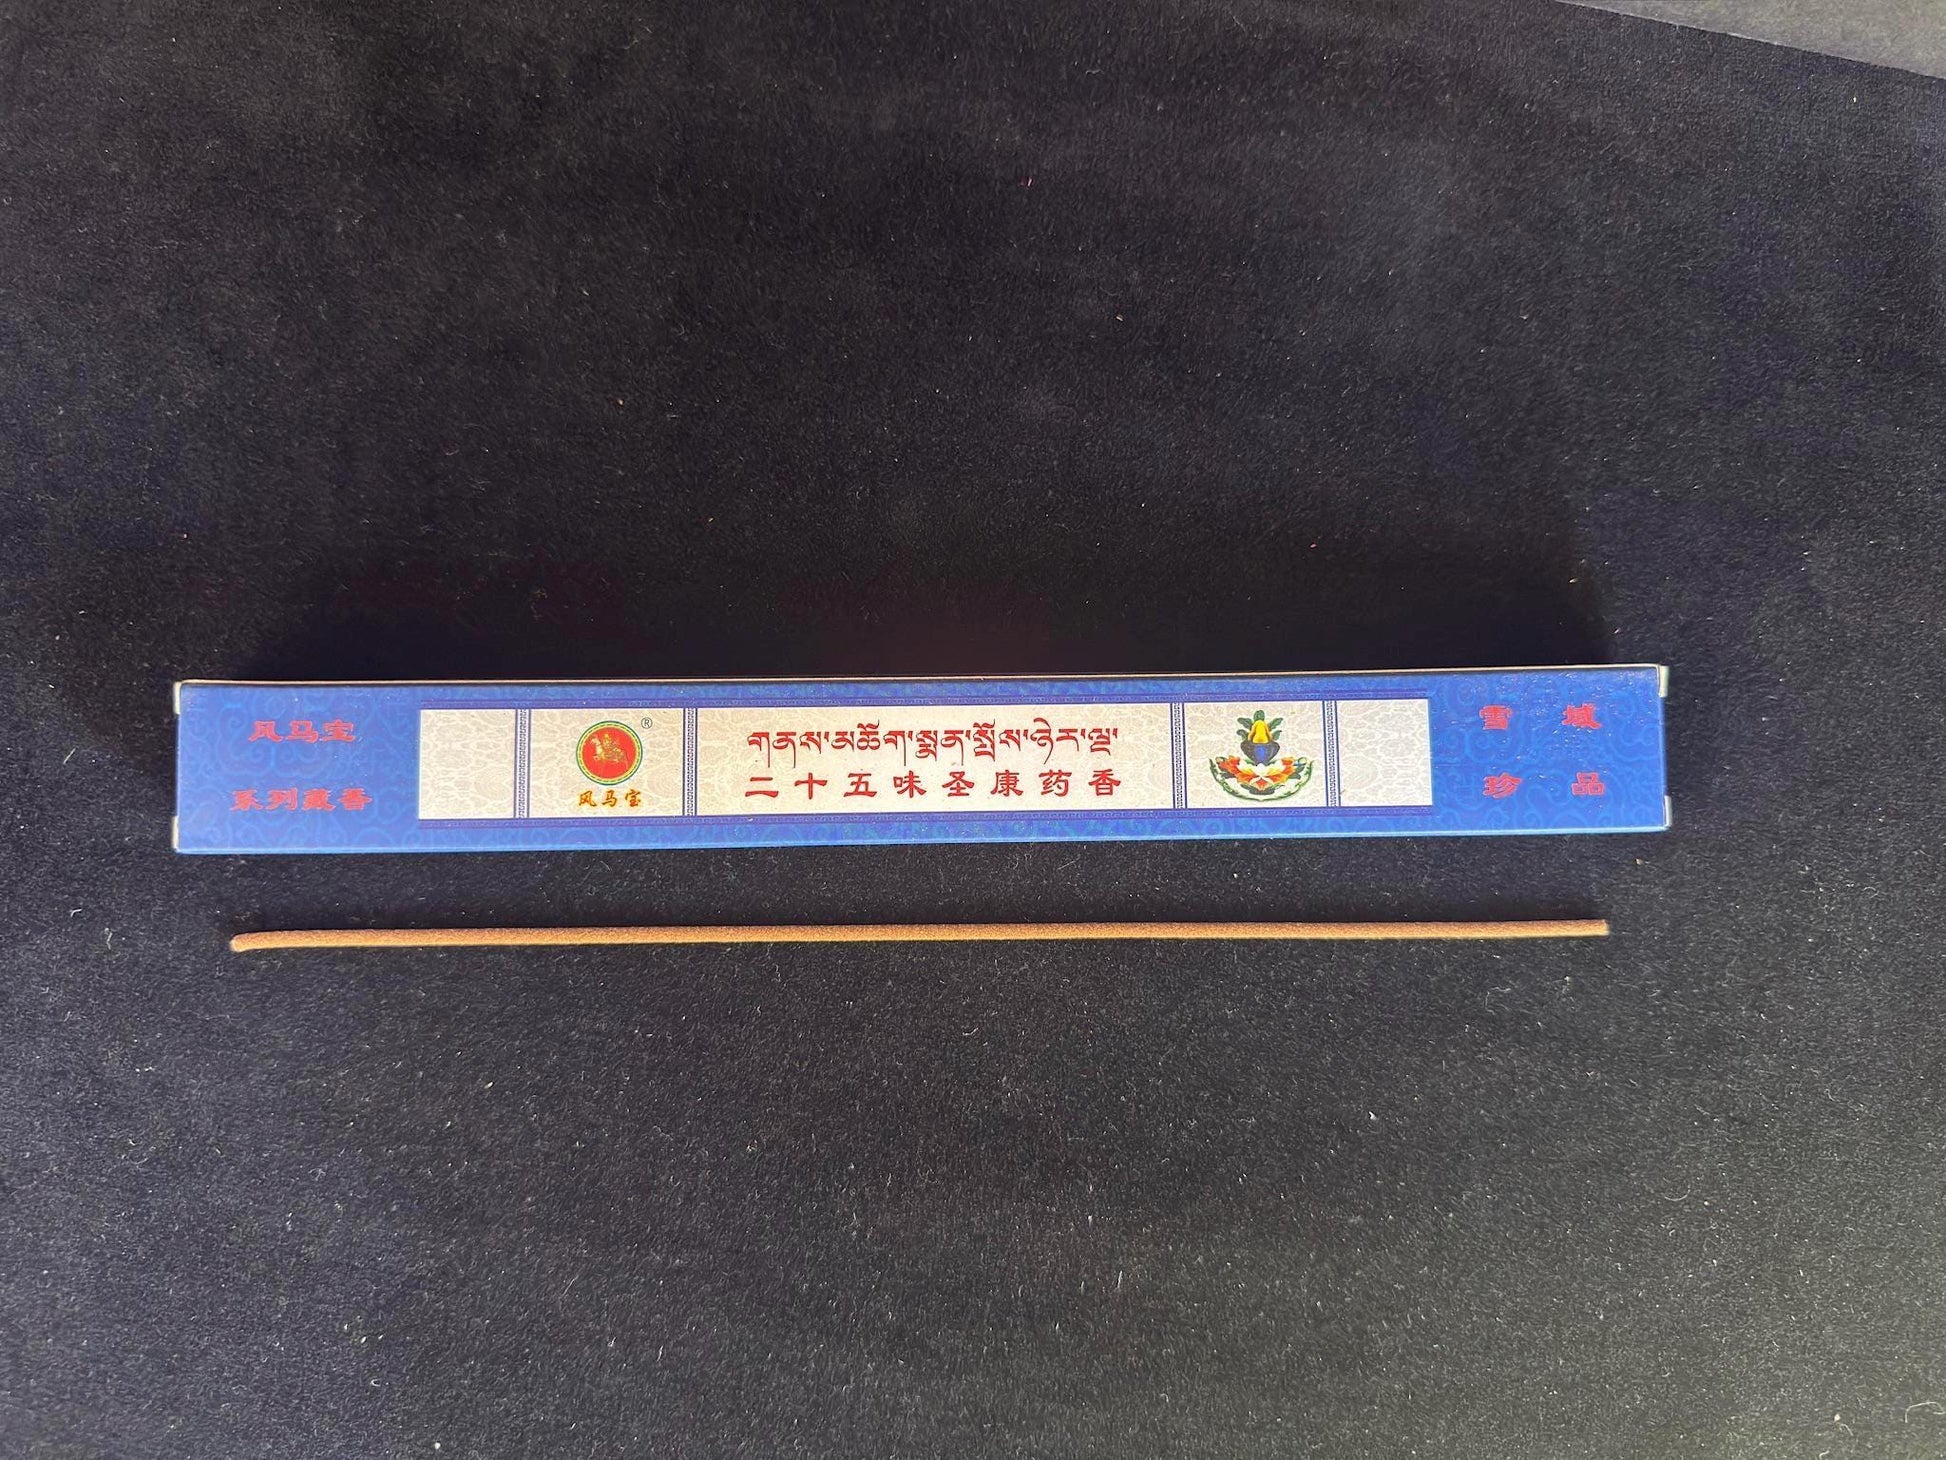 风马宝
系列藏香
®
风马宝
གནས་མཆོག་སྨན་སྤོས་ཉེར་ལྔ་
二十五味圣康药香
雪域
珍品